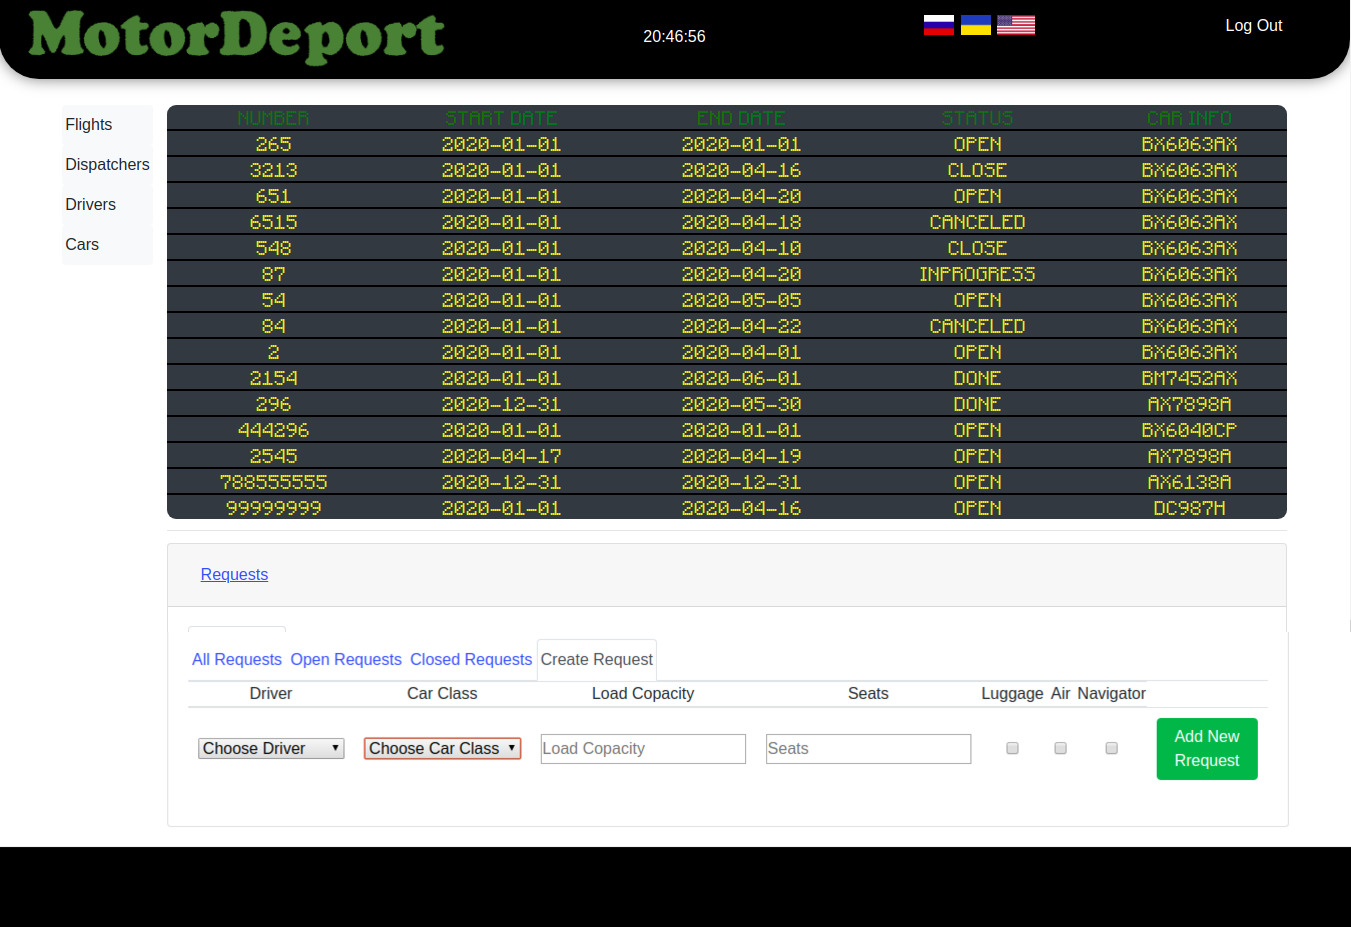 MotorDeport
20:46:56
Log Out
Flights
Dispatchers
Drivers
Cars
NUMBER START DATE END DATE STATUS CAR INFO
265 2020-01-01 2020-01-01 OPEN BX6063AX
3213 2020-01-01 2020-04-16 CLOSE BX6063AX
651 2020-01-01 2020-04-20 OPEN BX6063AX
6515 2020-01-01 2020-04-18 CANCELED BX6063AX
548 2020-01-01 2020-04-10 CLOSE BX6063AX
87 2020-01-01 2020-04-20 INPROGRESS BX6063AX
54 2020-01-01 2020-05-05 OPEN BX6063AX
84 2020-01-01 2020-04-22 CANCELED BX6063AX
2 2020-01-01 2020-04-01 OPEN BX6063AX
2154 2020-01-01 2020-06-01 DONE BM7452AX
296 2020-12-31 2020-05-30 DONE AX7898A
444296 2020-01-01 2020-01-01 OPEN BX6040CP
2545 2020-04-17 2020-04-19 OPEN AX7898A
788555555 2020-12-31 2020-12-31 OPEN AX6138A
99999999 2020-01-01 2020-04-16 OPEN DC987H
Requests
All Requests Open Requests Closed Requests Create Request
Driver Car Class Load Copacity Seats Luggage Air Navigator
Choose Driver Choose Car Class Load Copacity Seats
Add New
Rrequest